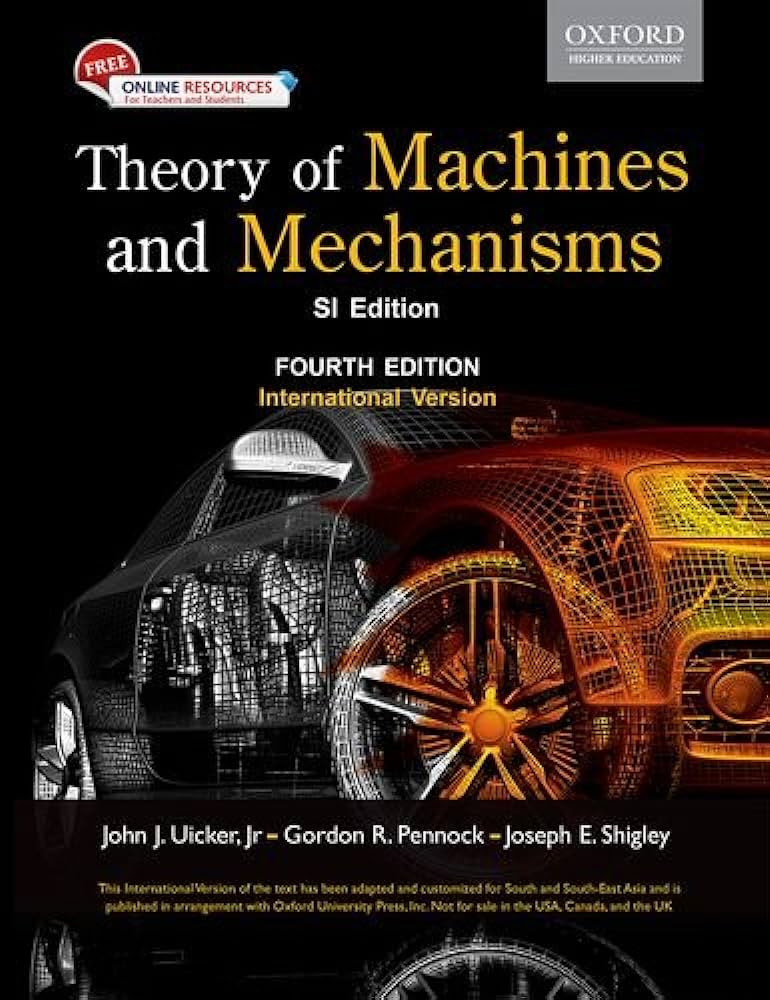 OXFORD
HIGHER EDUCATION
FREE
ONLINE RESOURCES
For Teachers and Students
Theory of Machines
and Mechanisms
SI Edition
FOURTH EDITION
International Version
John J. Uicker, Jr – Gordon R. Pennock – Joseph E. Shigley
This International Version of the text has been adapted and customized for South and South-East Asia and is
published in arrangement with Oxford University Press, Inc. Not for sale in the USA, Canada, and the UK